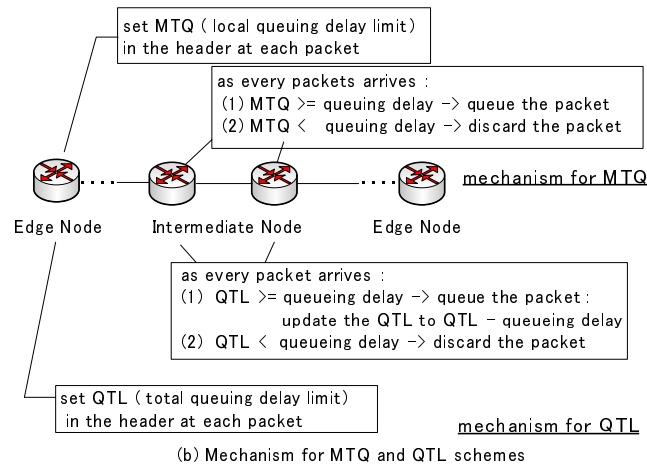 set MTQ ( local queuing delay limit)
in the header at each packet
as every packets arrives :
(1) MTQ >= queuing delay -> queue the packet
(2) MTQ < queuing delay -> discard the packet
mechanism for MTQ
Edge Node
Intermediate Node
Edge Node
as every packet arrives :
(1) QTL >= queueing delay -> queue the packet :
update the QTL to QTL - queueing delay
(2) QTL < queueing delay -> discard the packet
set QTL ( total queuing delay limit)
in the header at each packet
mechanism for QTL
(b) Mechanism for MTQ and QTL schemes